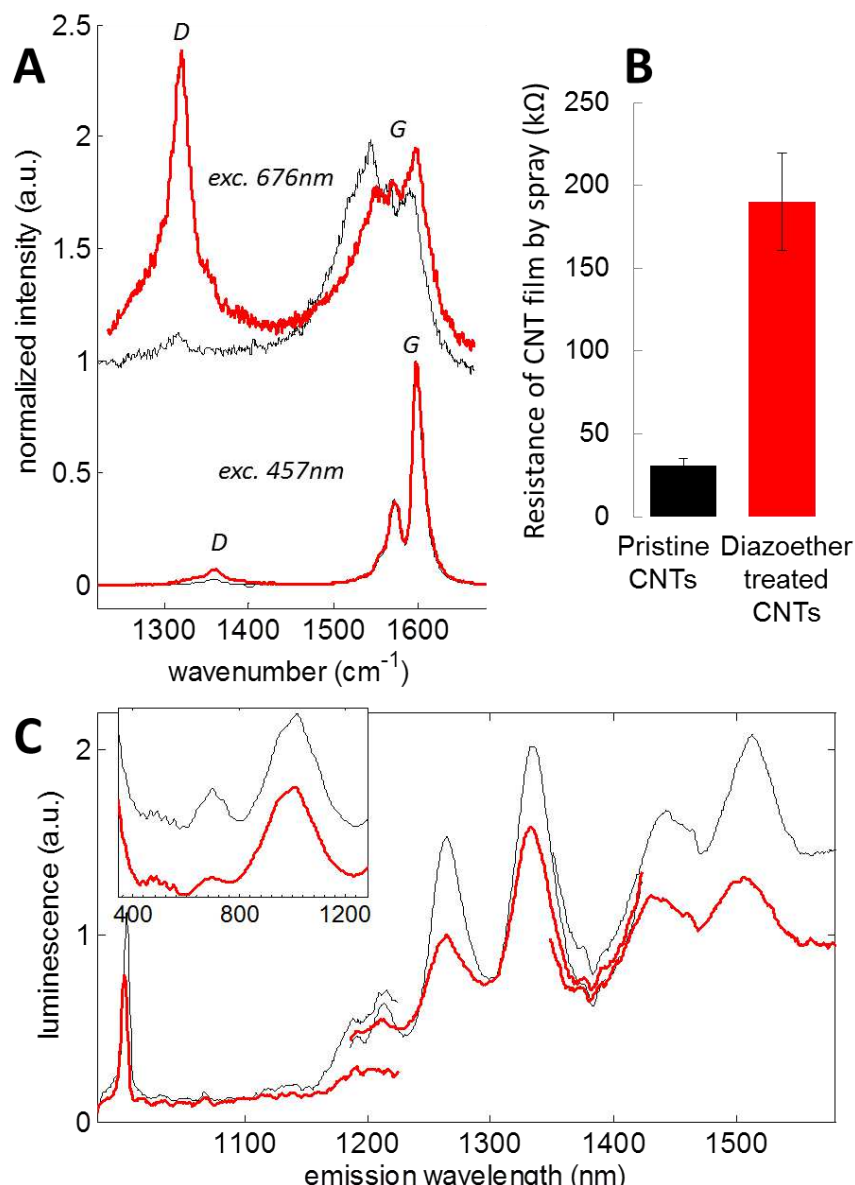 A
D
G
exc. 676nm
G
exc. 457nm
D
2.5
2
1.5
1
0.5
0
normalized intensity (a.u.)
1300 1400 1500 1600
wavenumber (cm⁻¹)
B
250
200
150
100
50
0
Resistance of CNT film by spray (kΩ)
Pristine
CNTs
Diazoether
treated
CNTs
C
2
1
0
luminescence (a.u.)
400 800 1200
1100 1200 1300 1400 1500
emission wavelength (nm)